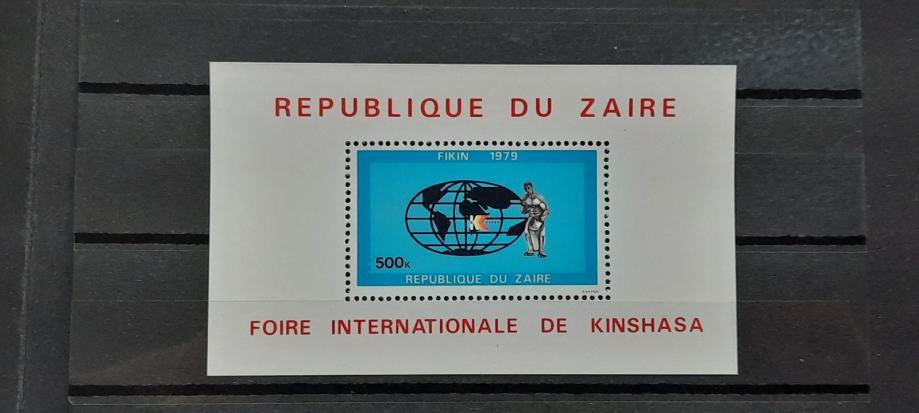 REPUBLIQUE DU ZAIRE
FIKIN 1979
K
500K
REPUBLIQUE DU ZAIRE
FOIRE INTERNATIONALE DE KINSHASA